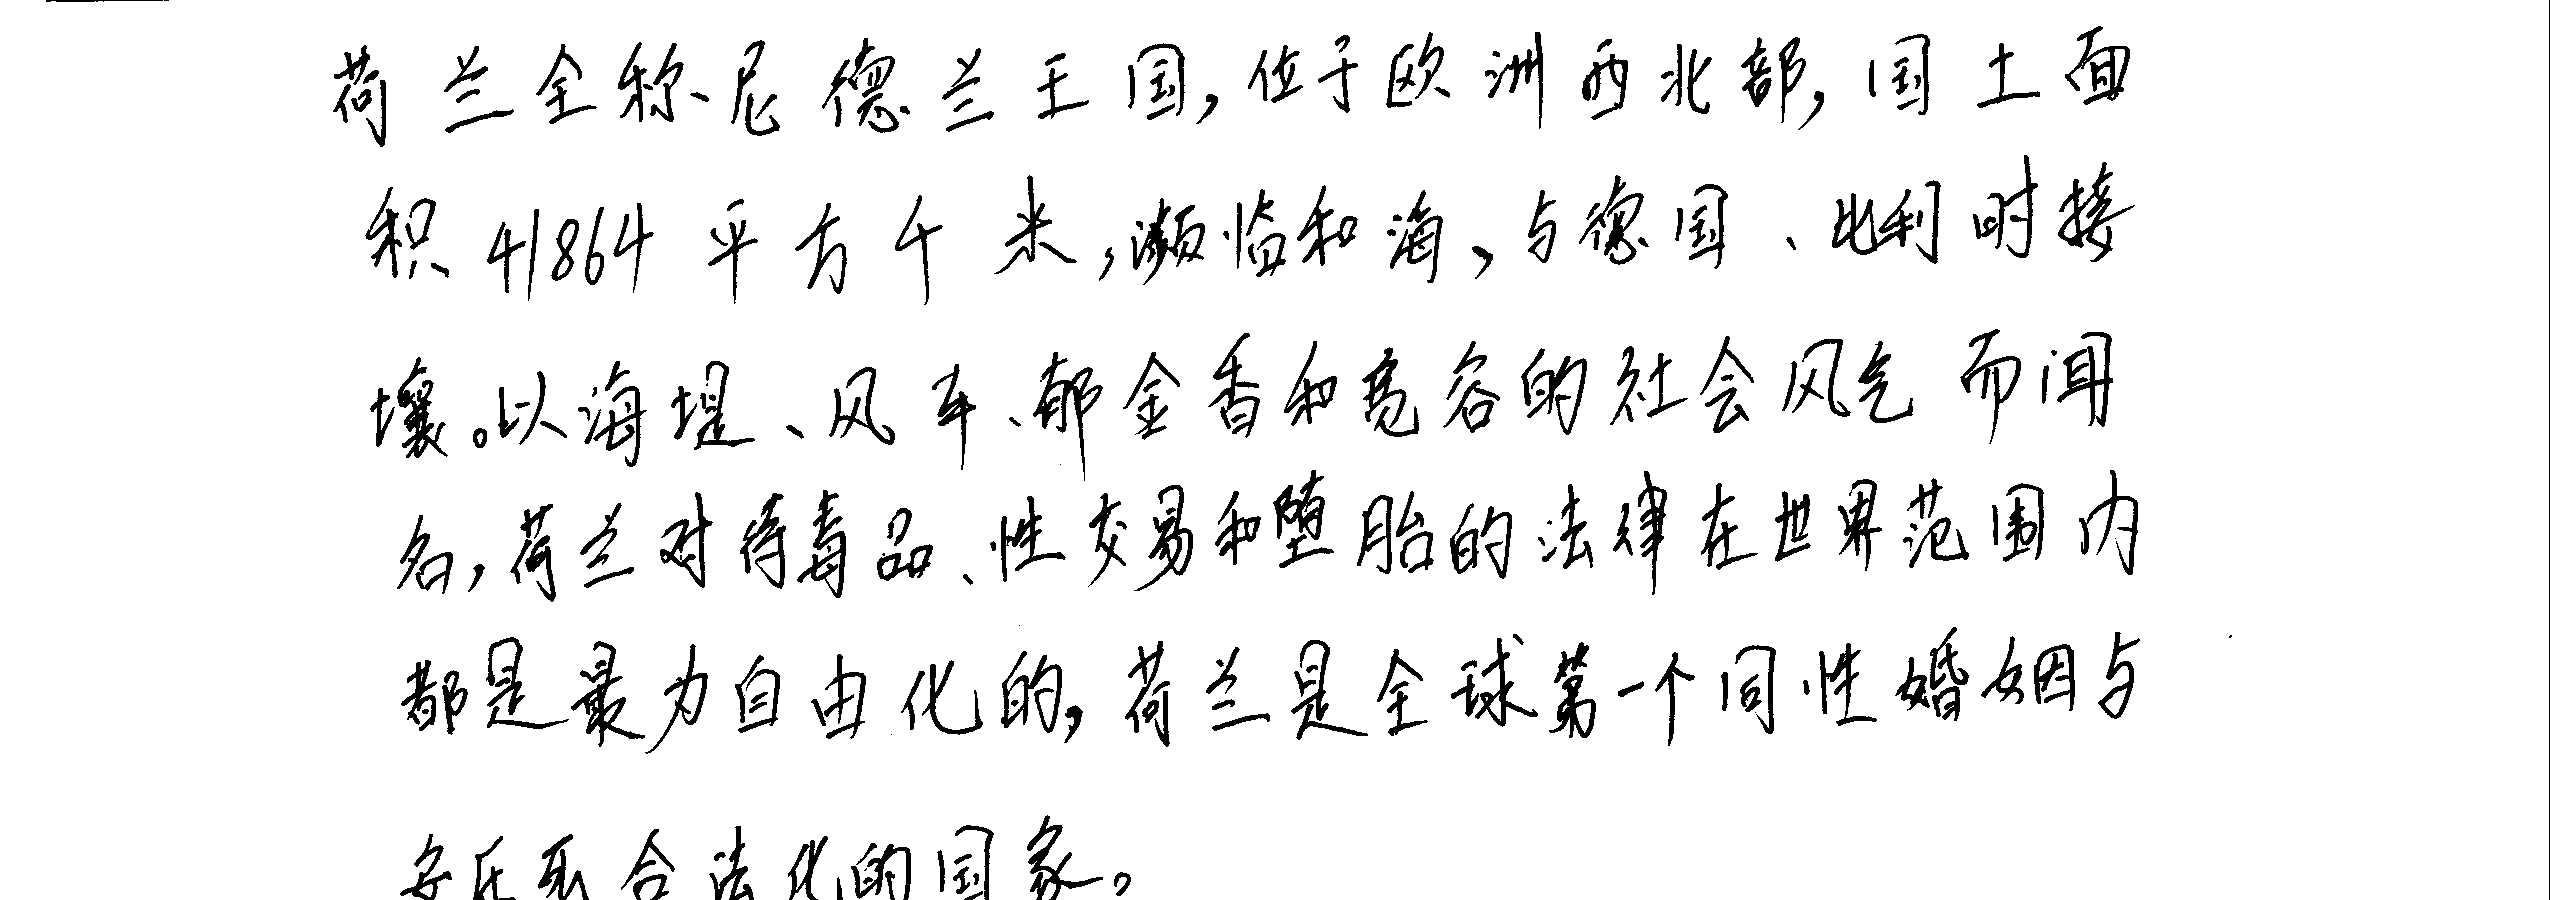 荷兰全称尼德兰王国,位于欧洲西北部,国土面
积41864平方千米,濒临和海,与德国、比利时接
壤。以海堤、风车、郁金香和宽容的社会风气而闻
名,荷兰对待毒品、性交易和堕胎的法律在世界范围内
都是最为自由化的,荷兰是全球第一个同性婚姻与
安乐死合法化的国家。